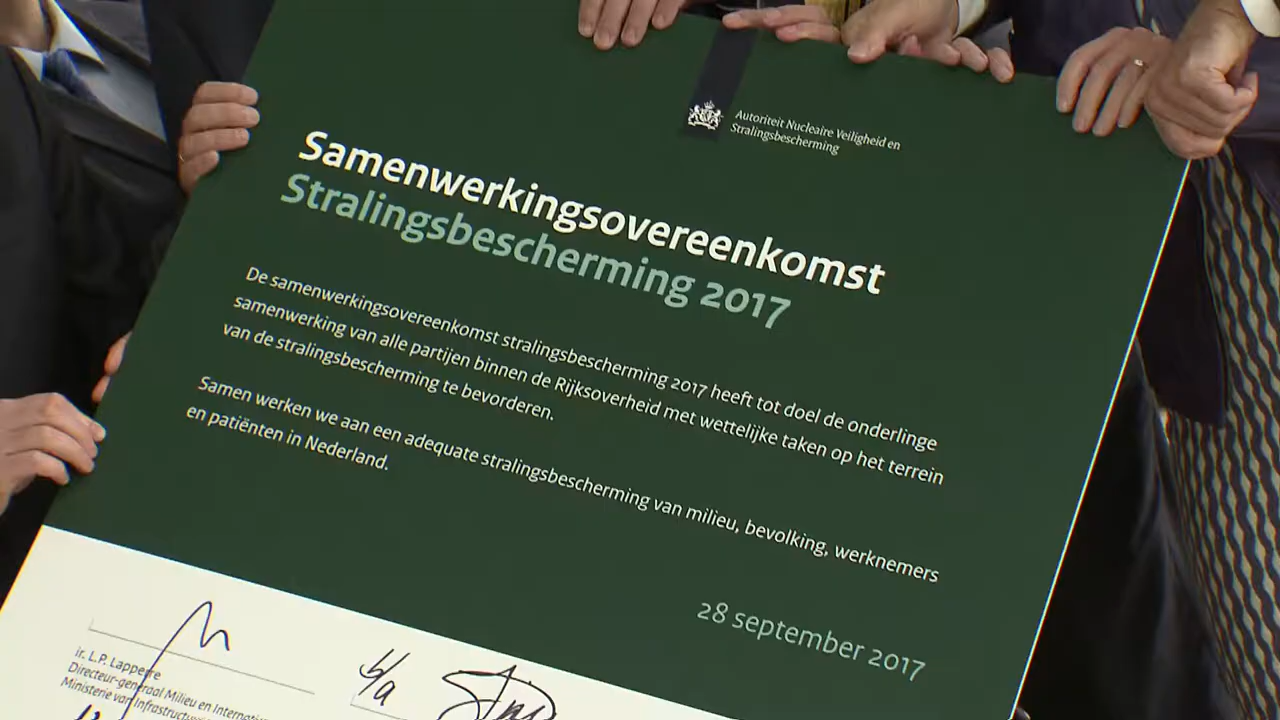 Autoriteit Nucleaire Veiligheid en
Stralingsbescherming
Samenwerkingsovereenkomst
Stralingsbescherming 2017
De samenwerkingsovereenkomst stralingsbescherming 2017 heeft tot doel de onderlinge
samenwerking van alle partijen binnen de Rijksoverheid met wettelijke taken op het terrein
van de stralingsbescherming te bevorderen.
Samen werken we aan een adequate stralingsbescherming van milieu, bevolking, werknemers
en patiënten in Nederland.
28 september 2017
b/a
ir. L.P. Lapperre
Directeur-generaal Milieu en Internatio
Ministerie van Infrastructuur